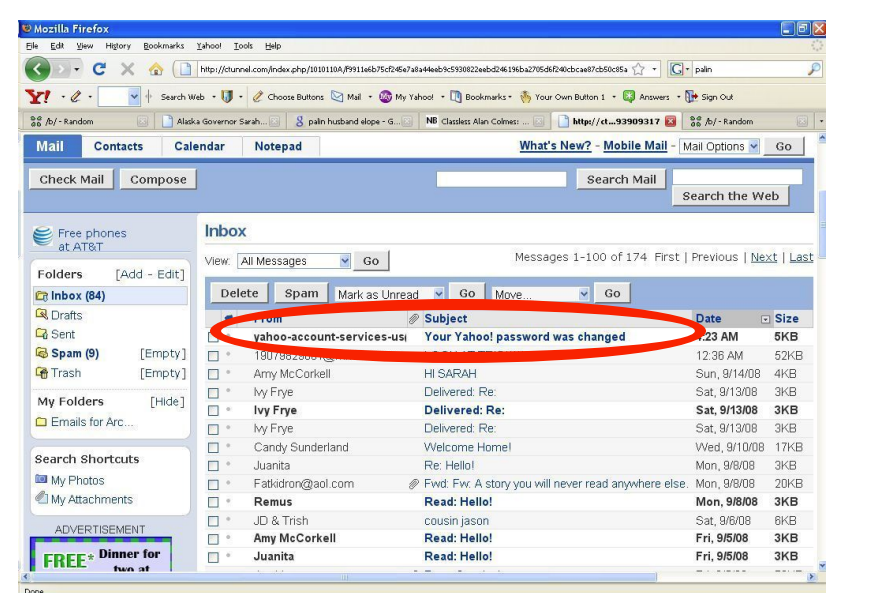 Mozilla Firefox
File Edit View History Bookmarks Yahoo! Tools Help
palin
Search Web Choose Buttons Mail My Yahoo! Bookmarks Your Own Button 1 Answers Sign Out
/b/ - Random Alaska Governor Sarah... palin husband elope - G... NB Classless Alan Colmes: ... http://ct...93909317 /b/ - Random
Mail Contacts Calendar Notepad What's New? - Mobile Mail - Mail Options Go
Check Mail Compose Search Mail
Search the Web
Free phones
at AT&T
Inbox
View: All Messages Go Messages 1-100 of 174 First | Previous | Next | Last
Folders [Add - Edit]
Inbox (84)
Drafts
Sent
Spam (9) [Empty]
Trash [Empty]
My Folders [Hide]
Emails for Arc...
Search Shortcuts
My Photos
My Attachments
ADVERTISEMENT
FREE* Dinner for
two at
Delete Spam Mark as Unread Go Move... Go
From Subject Date Size
yahoo-account-services-us Your Yahoo! password was changed 1:23 AM 5KB
12:36 AM 52KB
Amy McCorkell HI SARAH Sun, 9/14/08 4KB
Ivy Frye Delivered: Re: Sat, 9/13/08 3KB
Ivy Frye Delivered: Re: Sat, 9/13/08 3KB
Ivy Frye Delivered: Re: Sat, 9/13/08 3KB
Candy Sunderland Welcome Home! Wed, 9/10/08 17KB
Juanita Re: Hello! Mon, 9/8/08 3KB
Fatkidron@aol.com Fwd: Fw: A story you will never read anywhere else. Mon, 9/8/08 20KB
Remus Read: Hello! Mon, 9/8/08 3KB
JD & Trish cousin jason Sat, 9/6/08 6KB
Amy McCorkell Read: Hello! Fri, 9/5/08 3KB
Juanita Read: Hello! Fri, 9/5/08 3KB
Done